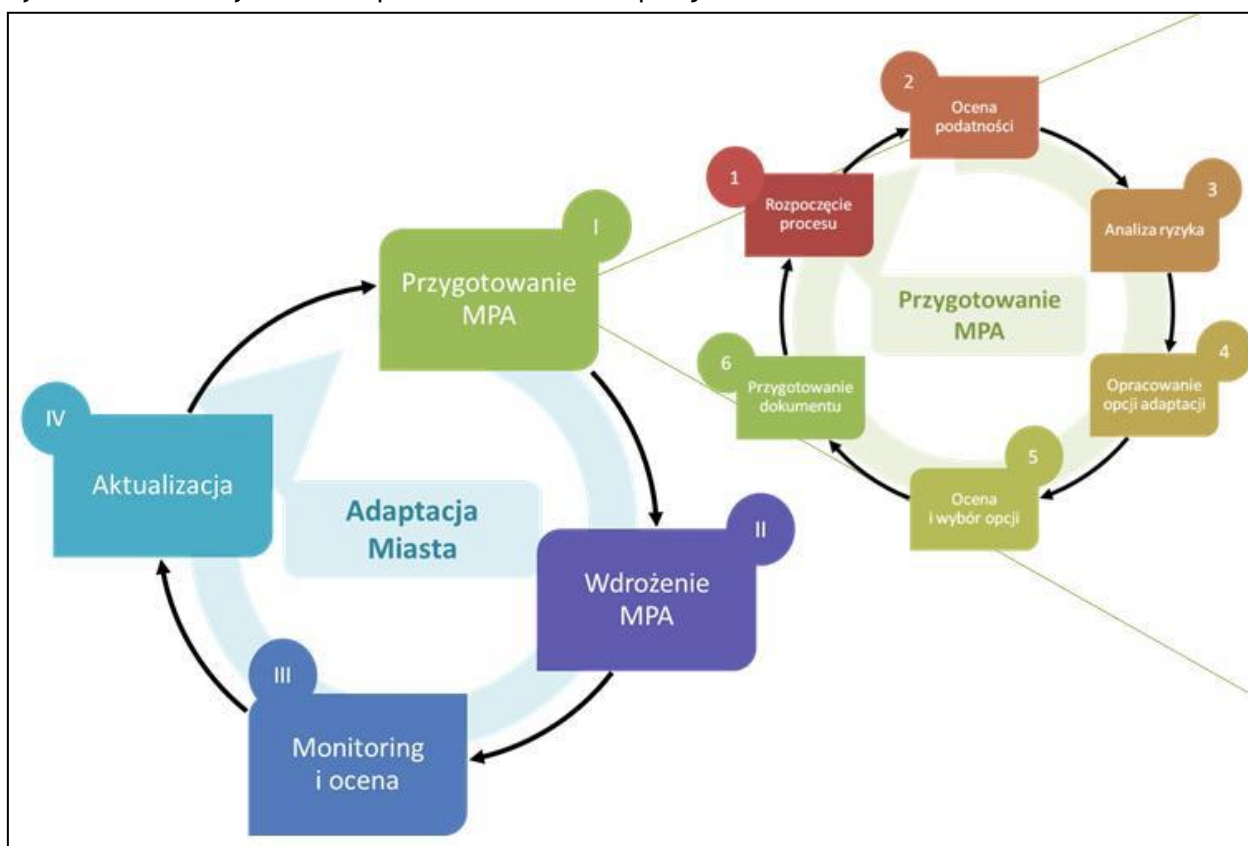 I
Przygotowanie
MPA
II
Wdrożenie
MPA
III
Monitoring
i ocena
IV
Aktualizacja
Adaptacja
Miasta
1
Rozpoczęcie
procesu
2
Ocena
podatności
3
Analiza ryzyka
4
Opracowanie
opcji adaptacji
5
Ocena
i wybór opcji
6
Przygotowanie
dokumentu
Przygotowanie
MPA